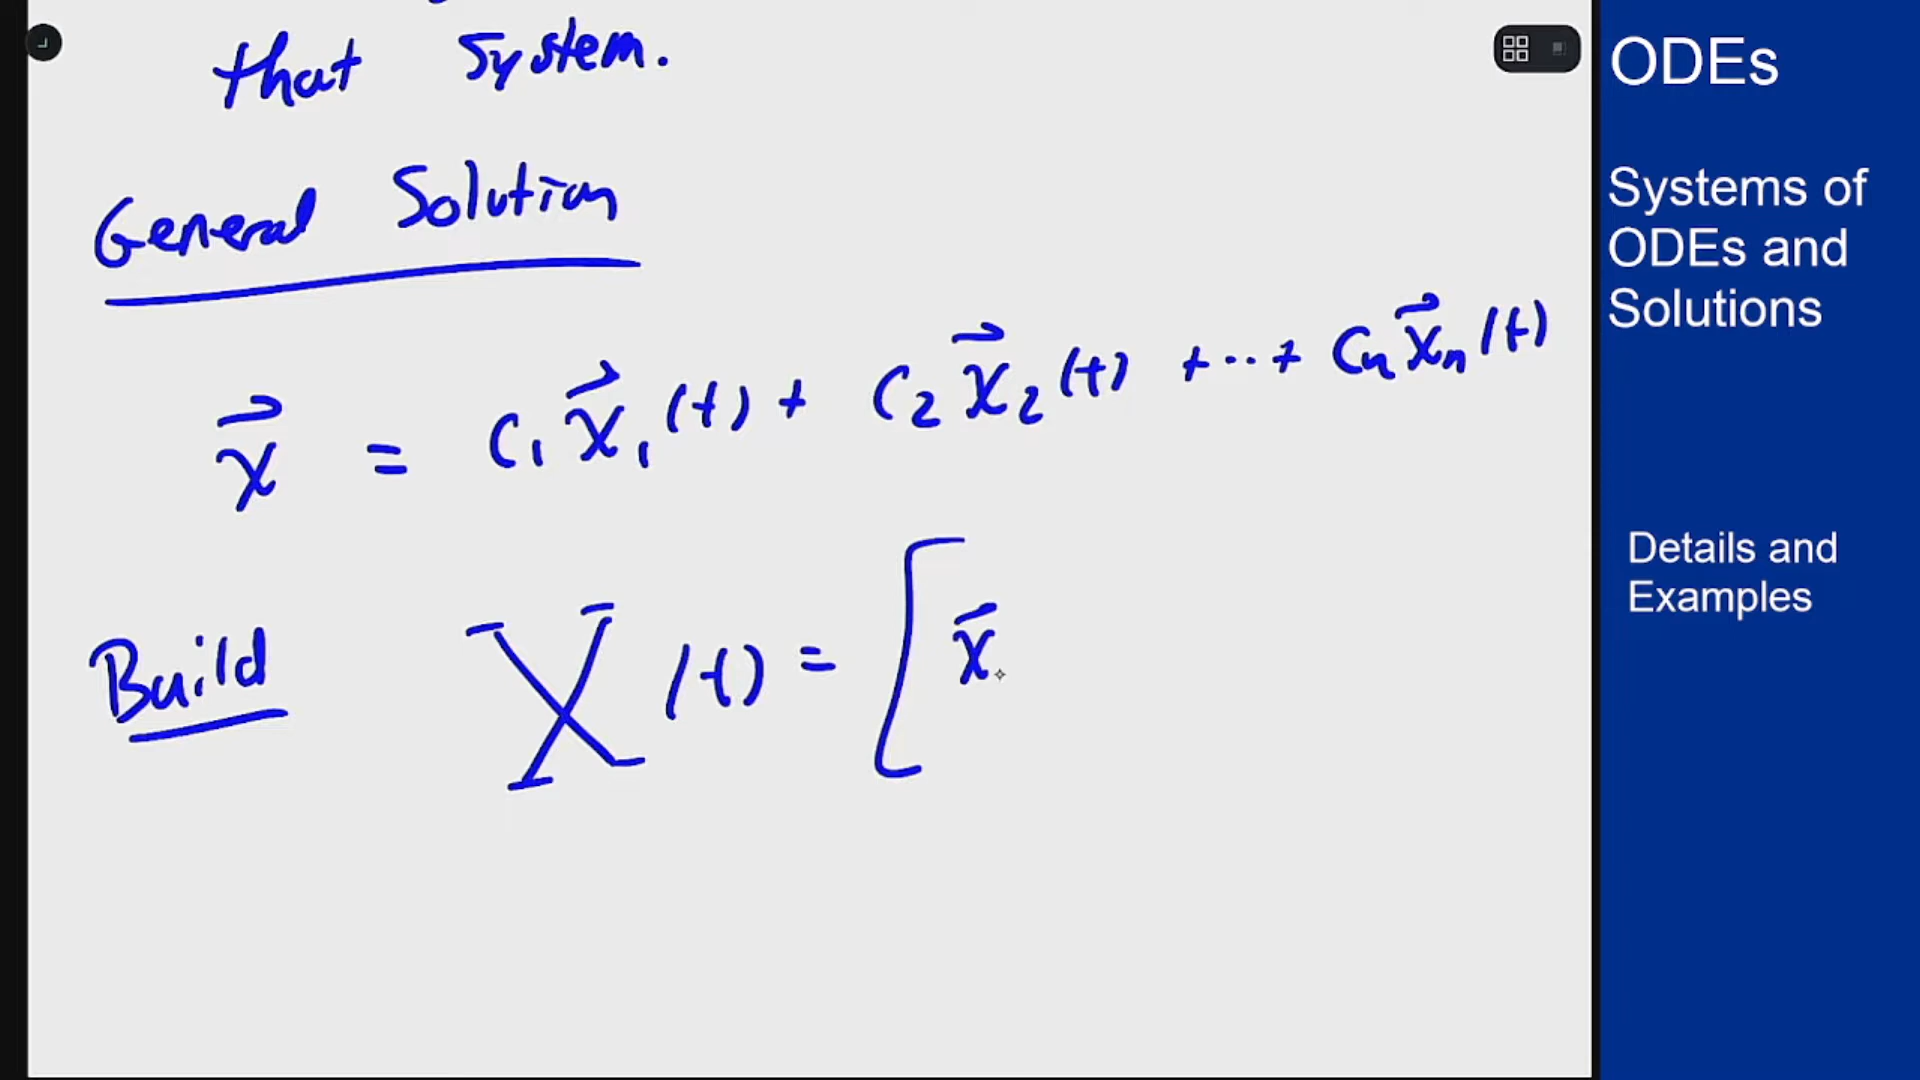 that system.
General Solution
x⃗ = c₁x⃗₁(t) + c₂x⃗₂(t) + ··· + cₙx⃗ₙ(t)
Build X(t) = [x⃗
ODEs
Systems of
ODEs and
Solutions
Details and
Examples